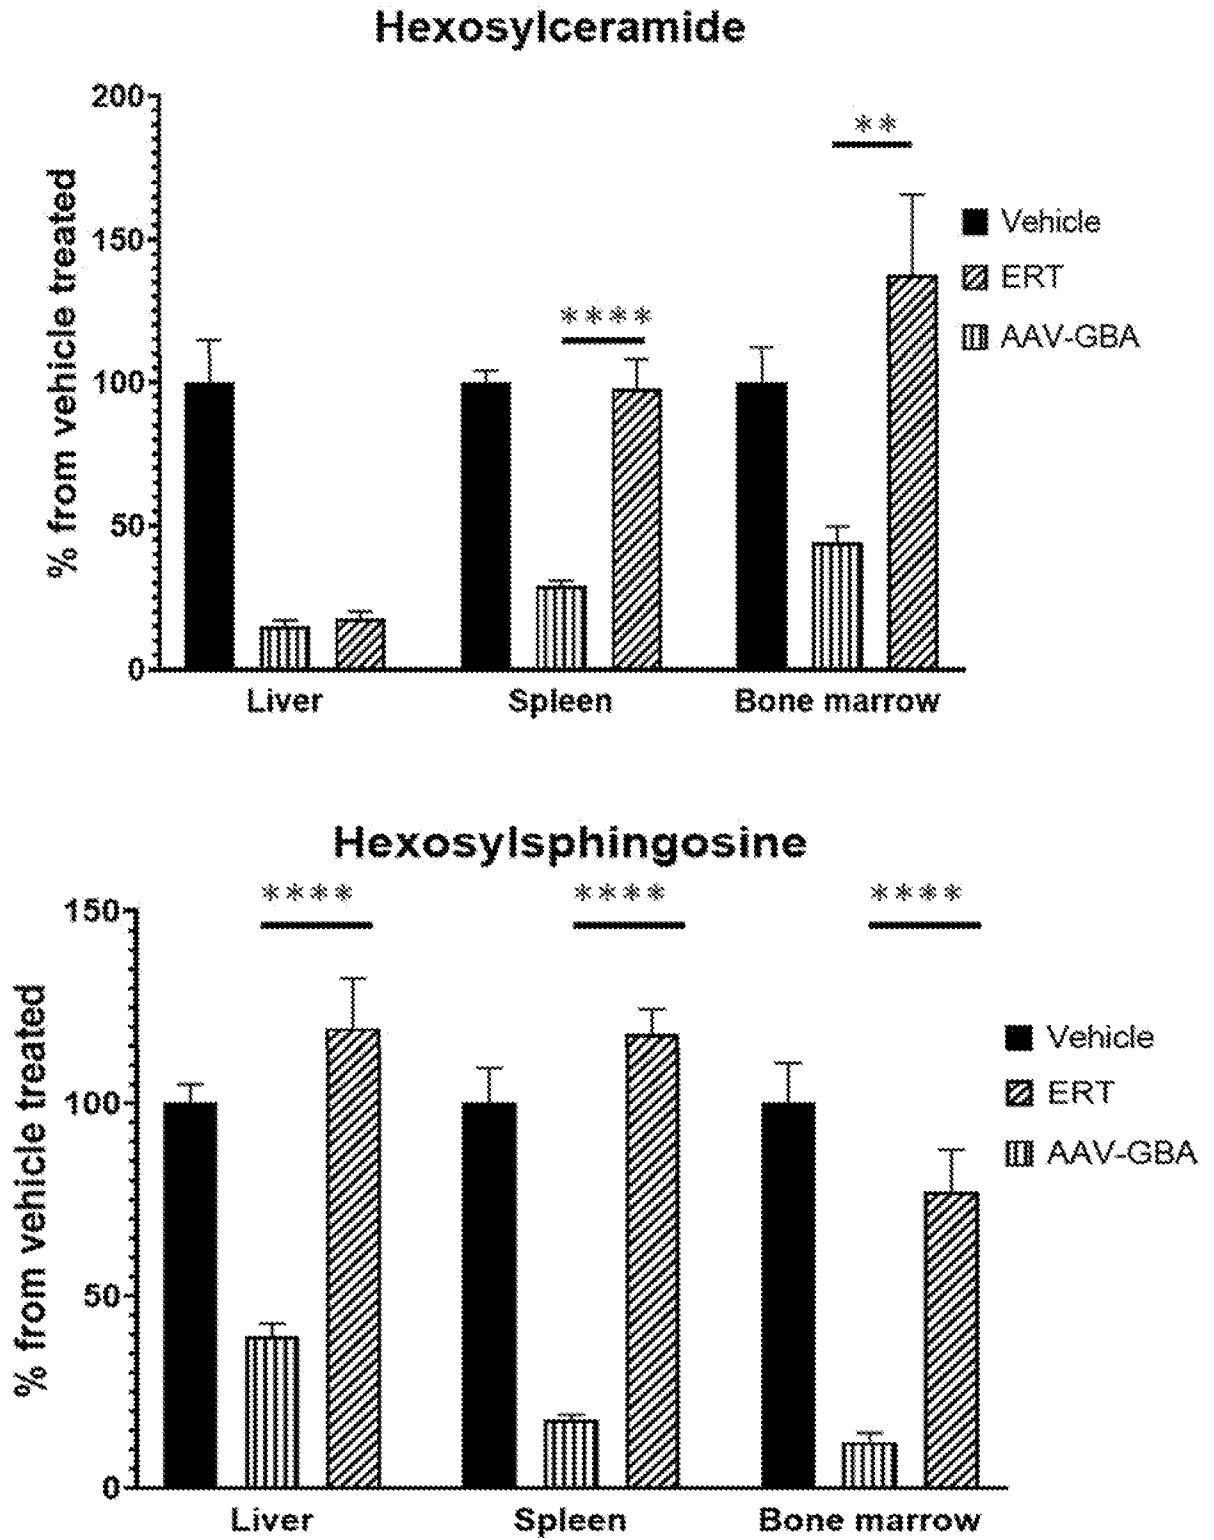 Hexosylceramide
% from vehicle treated
200
150
100
50
0
**
****
Vehicle
ERT
AAV-GBA
Liver Spleen Bone marrow
Hexosylsphingosine
% from vehicle treated
150
100
50
0
**** **** ****
Vehicle
ERT
AAV-GBA
Liver Spleen Bone marrow